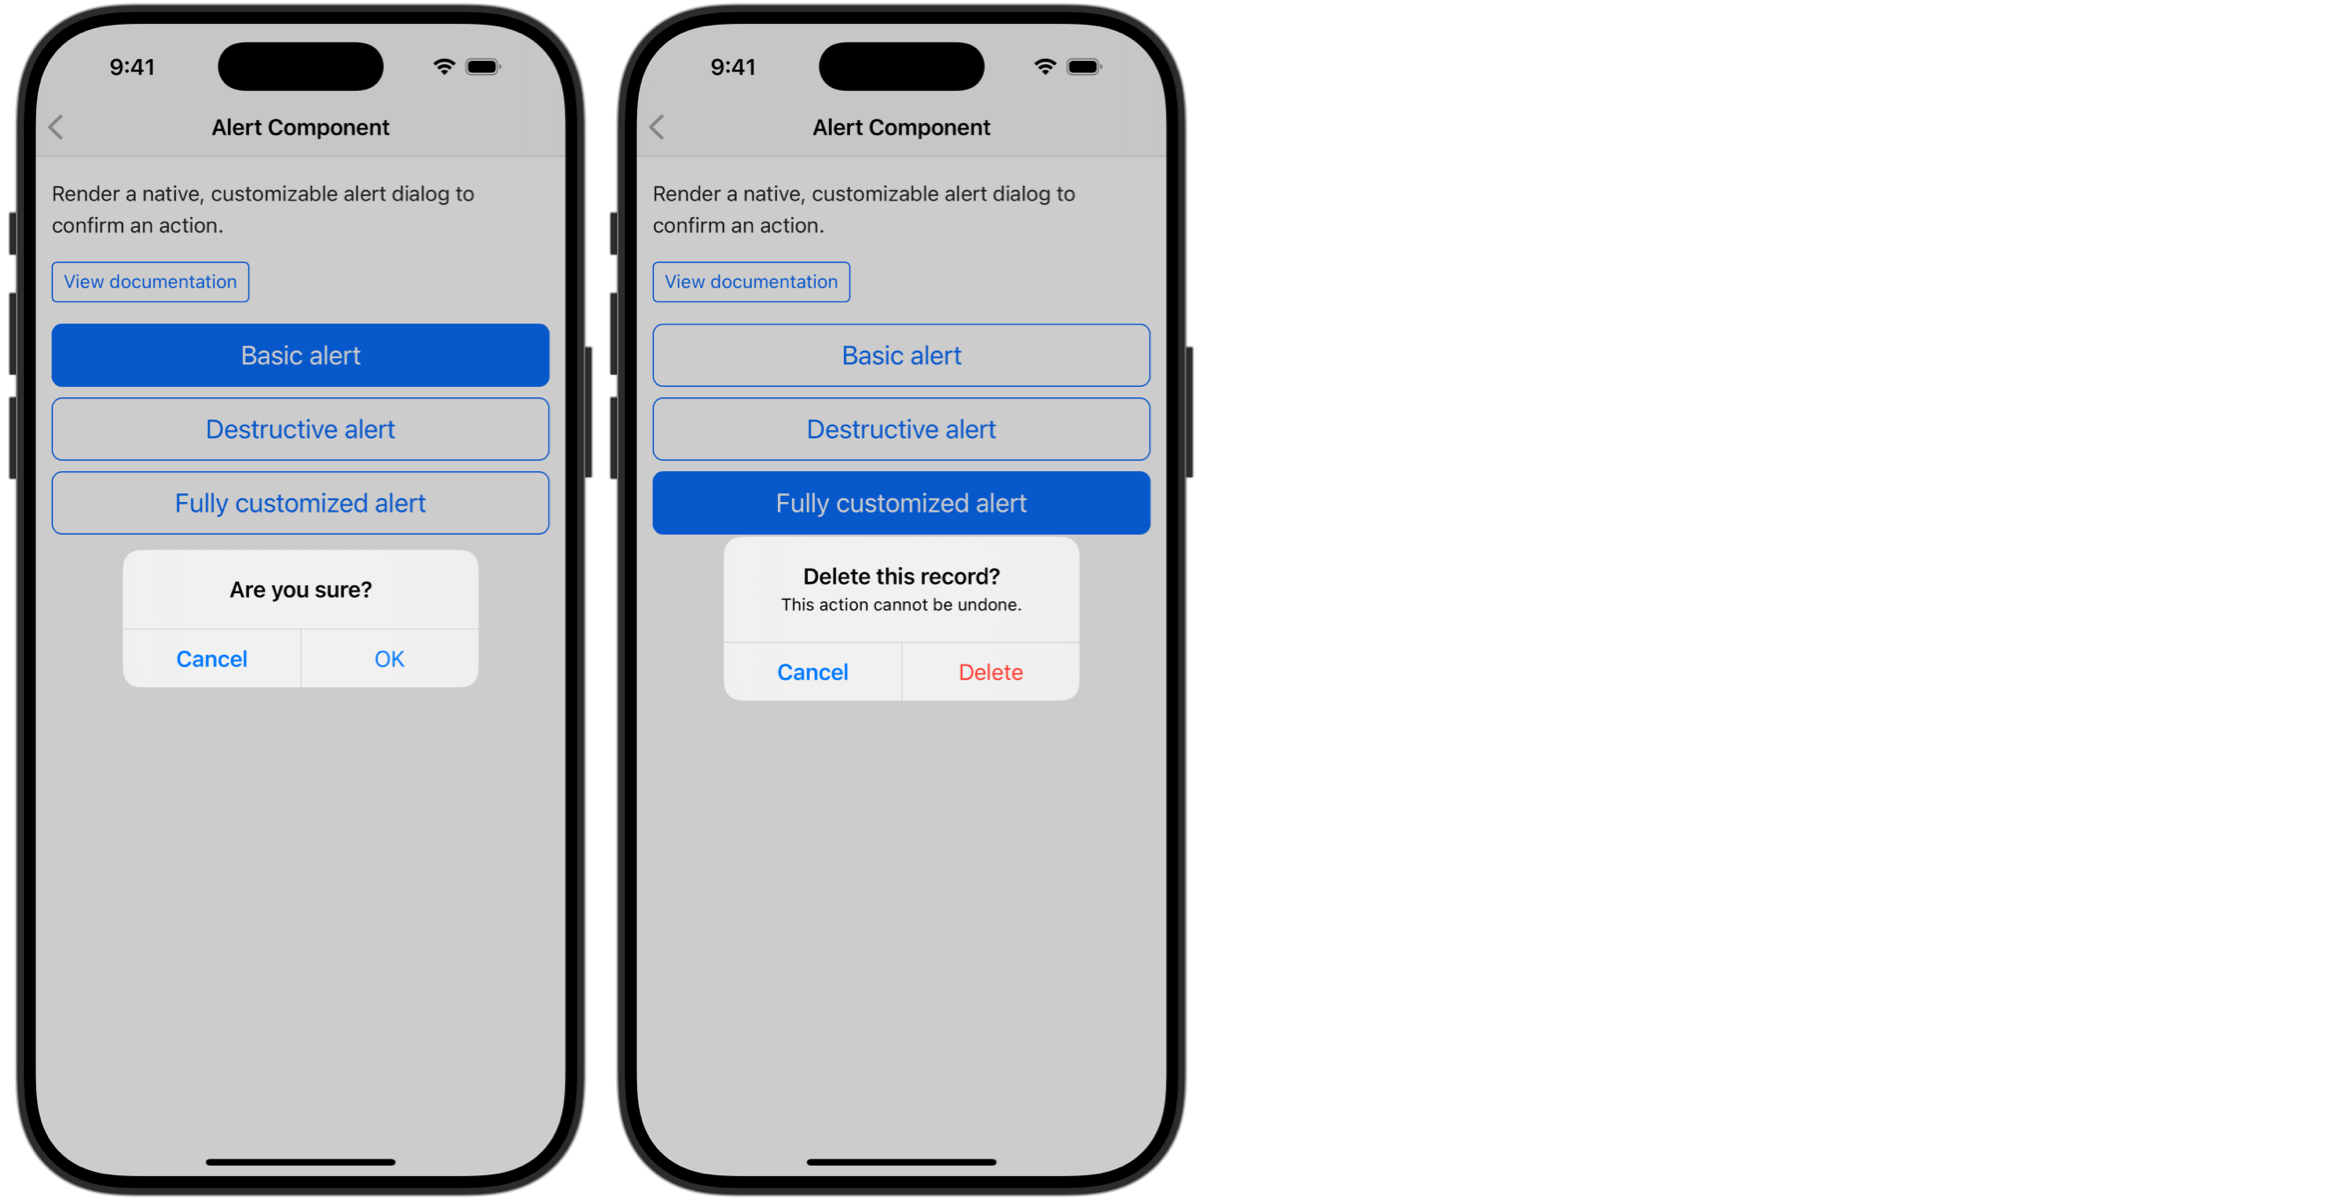 9:41
Alert Component
Render a native, customizable alert dialog to
confirm an action.
View documentation
Basic alert
Destructive alert
Fully customized alert
Are you sure?
Cancel
OK
9:41
Alert Component
Render a native, customizable alert dialog to
confirm an action.
View documentation
Basic alert
Destructive alert
Fully customized alert
Delete this record?
This action cannot be undone.
Cancel
Delete